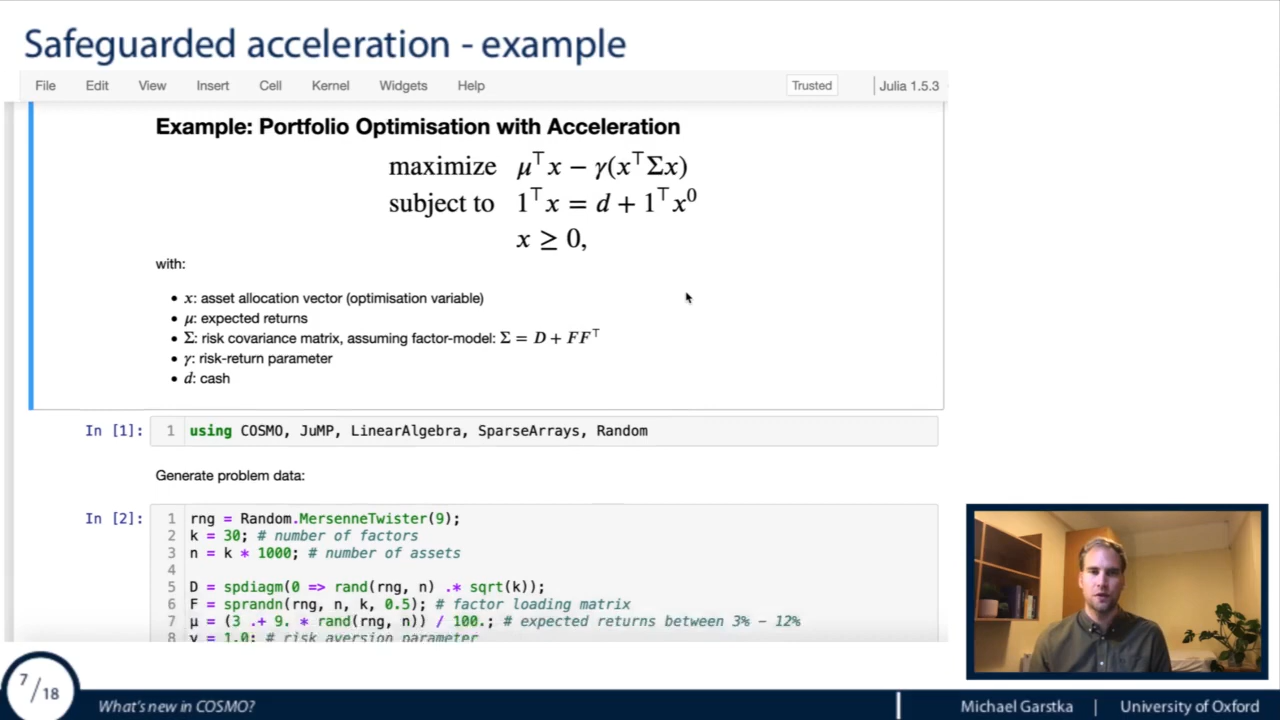 Safeguarded acceleration - example
File Edit View Insert Cell Kernel Widgets Help Trusted Julia 1.5.3
Example: Portfolio Optimisation with Acceleration
maximize μ⊤x − γ(x⊤Σx)
subject to 1⊤x = d + 1⊤x⁰
x ≥ 0,
with:
• x: asset allocation vector (optimisation variable)
• μ: expected returns
• Σ: risk covariance matrix, assuming factor-model: Σ = D + FF⊤
• γ: risk-return parameter
• d: cash
In [1]: 1 using COSMO, JuMP, LinearAlgebra, SparseArrays, Random
Generate problem data:
In [2]: 1 rng = Random.MersenneTwister(9);
2 k = 30; # number of factors
3 n = k * 1000; # number of assets
4
5 D = spdiagm(0 => rand(rng, n) .* sqrt(k));
6 F = sprandn(rng, n, k, 0.5); # factor loading matrix
7 μ = (3 .+ 9. * rand(rng, n)) / 100.; # expected returns between 3% - 12%
8 γ = 1.0; # risk aversion parameter
7/18
What's new in COSMO?
Michael Garstka | University of Oxford